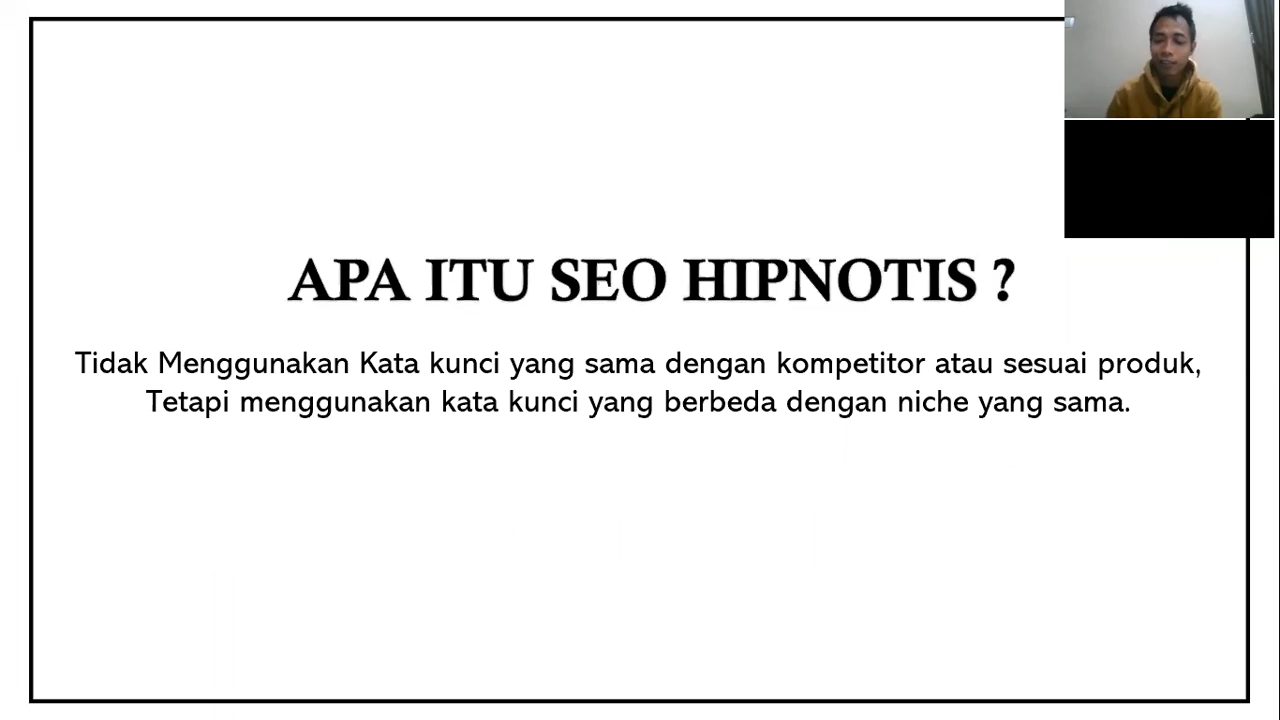 APA ITU SEO HIPNOTIS ?
Tidak Menggunakan Kata kunci yang sama dengan kompetitor atau sesuai produk,
Tetapi menggunakan kata kunci yang berbeda dengan niche yang sama.